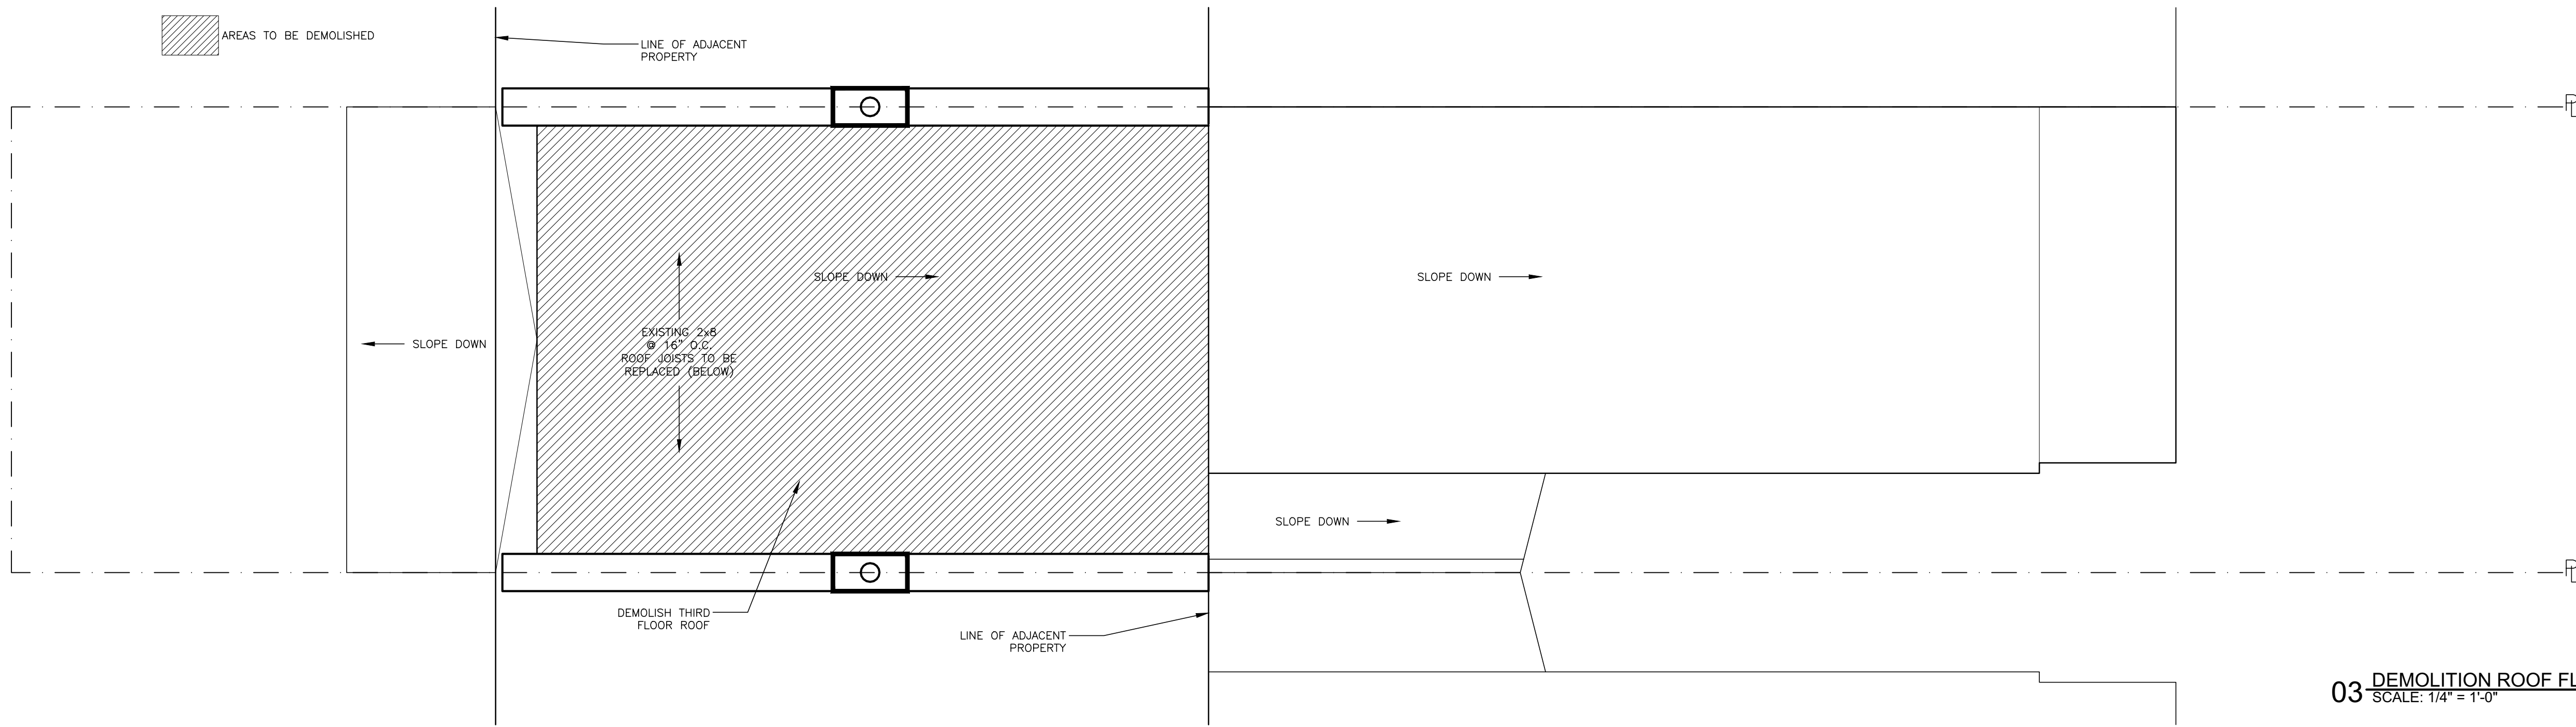 AREAS TO BE DEMOLISHED
LINE OF ADJACENT
PROPERTY
SLOPE DOWN
SLOPE DOWN
SLOPE DOWN
EXISTING 2x8
@ 16" O.C.
ROOF JOISTS TO BE
REPLACED (BELOW)
SLOPE DOWN
DEMOLISH THIRD
FLOOR ROOF
LINE OF ADJACENT
PROPERTY
03 DEMOLITION ROOF
SCALE: 1/4" = 1'-0"